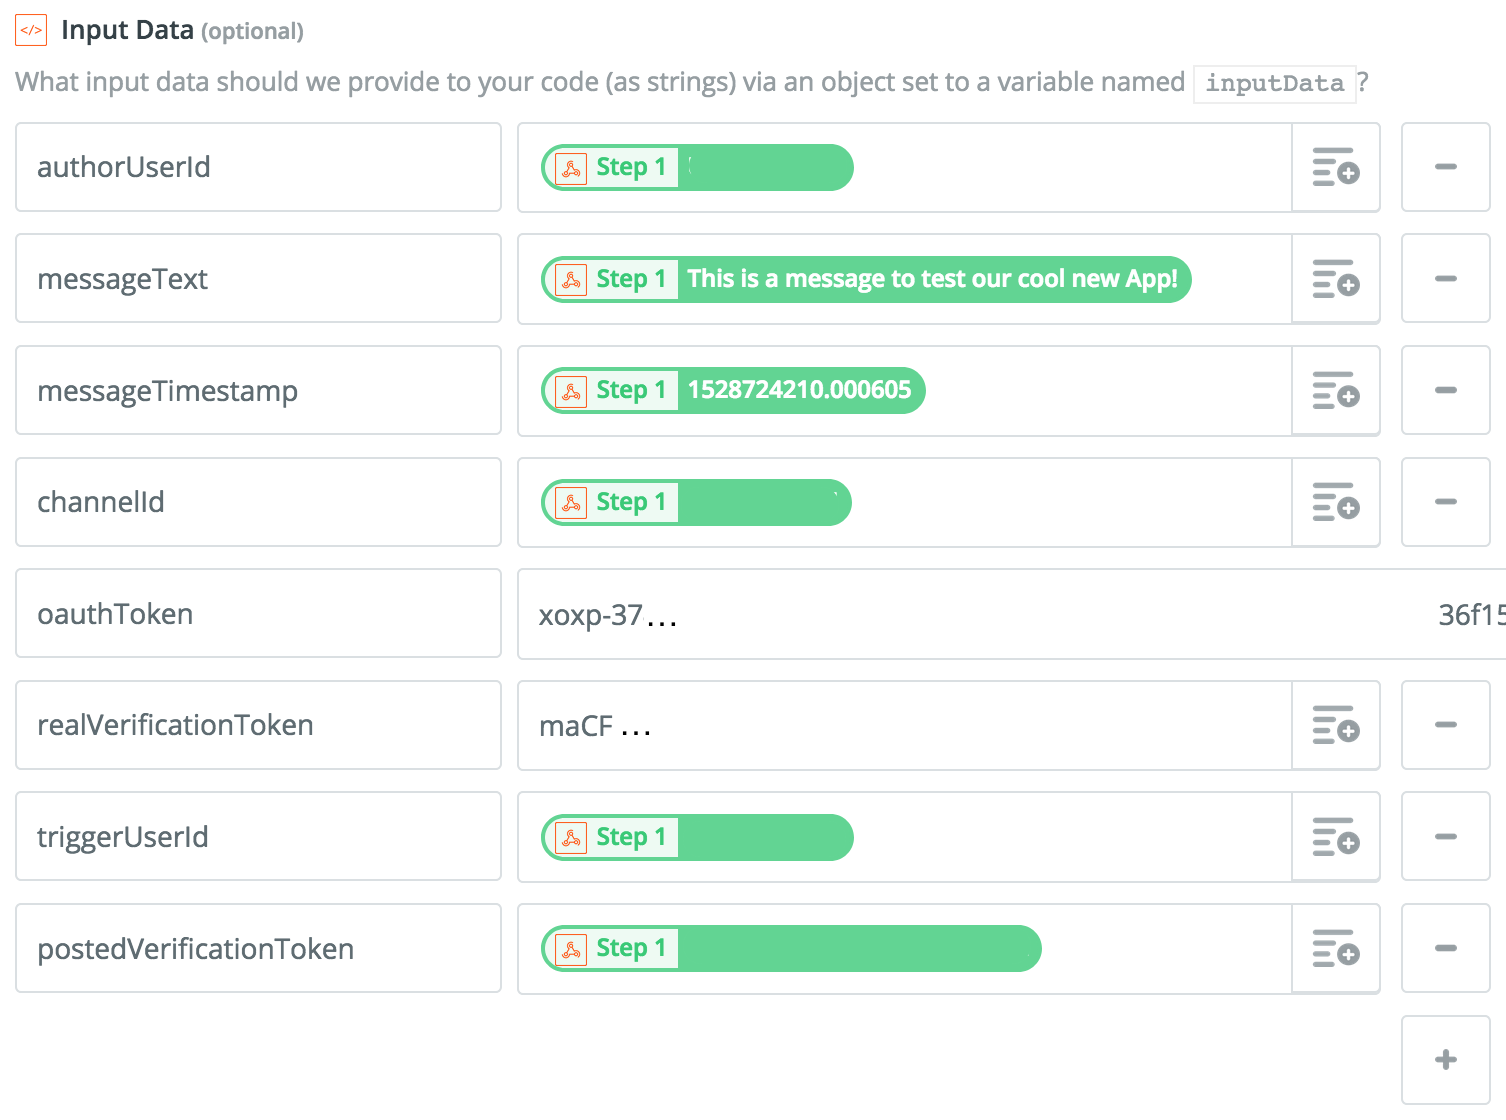 </> Input Data (optional)
What input data should we provide to your code (as strings) via an object set to a variable named inputData ?
authorUserId Step 1
messageText Step 1 This is a message to test our cool new App!
messageTimestamp Step 1 1528724210.000605
channelId Step 1
oauthToken xoxp-37... 36f15
realVerificationToken maCF ...
triggerUserId Step 1
postedVerificationToken Step 1